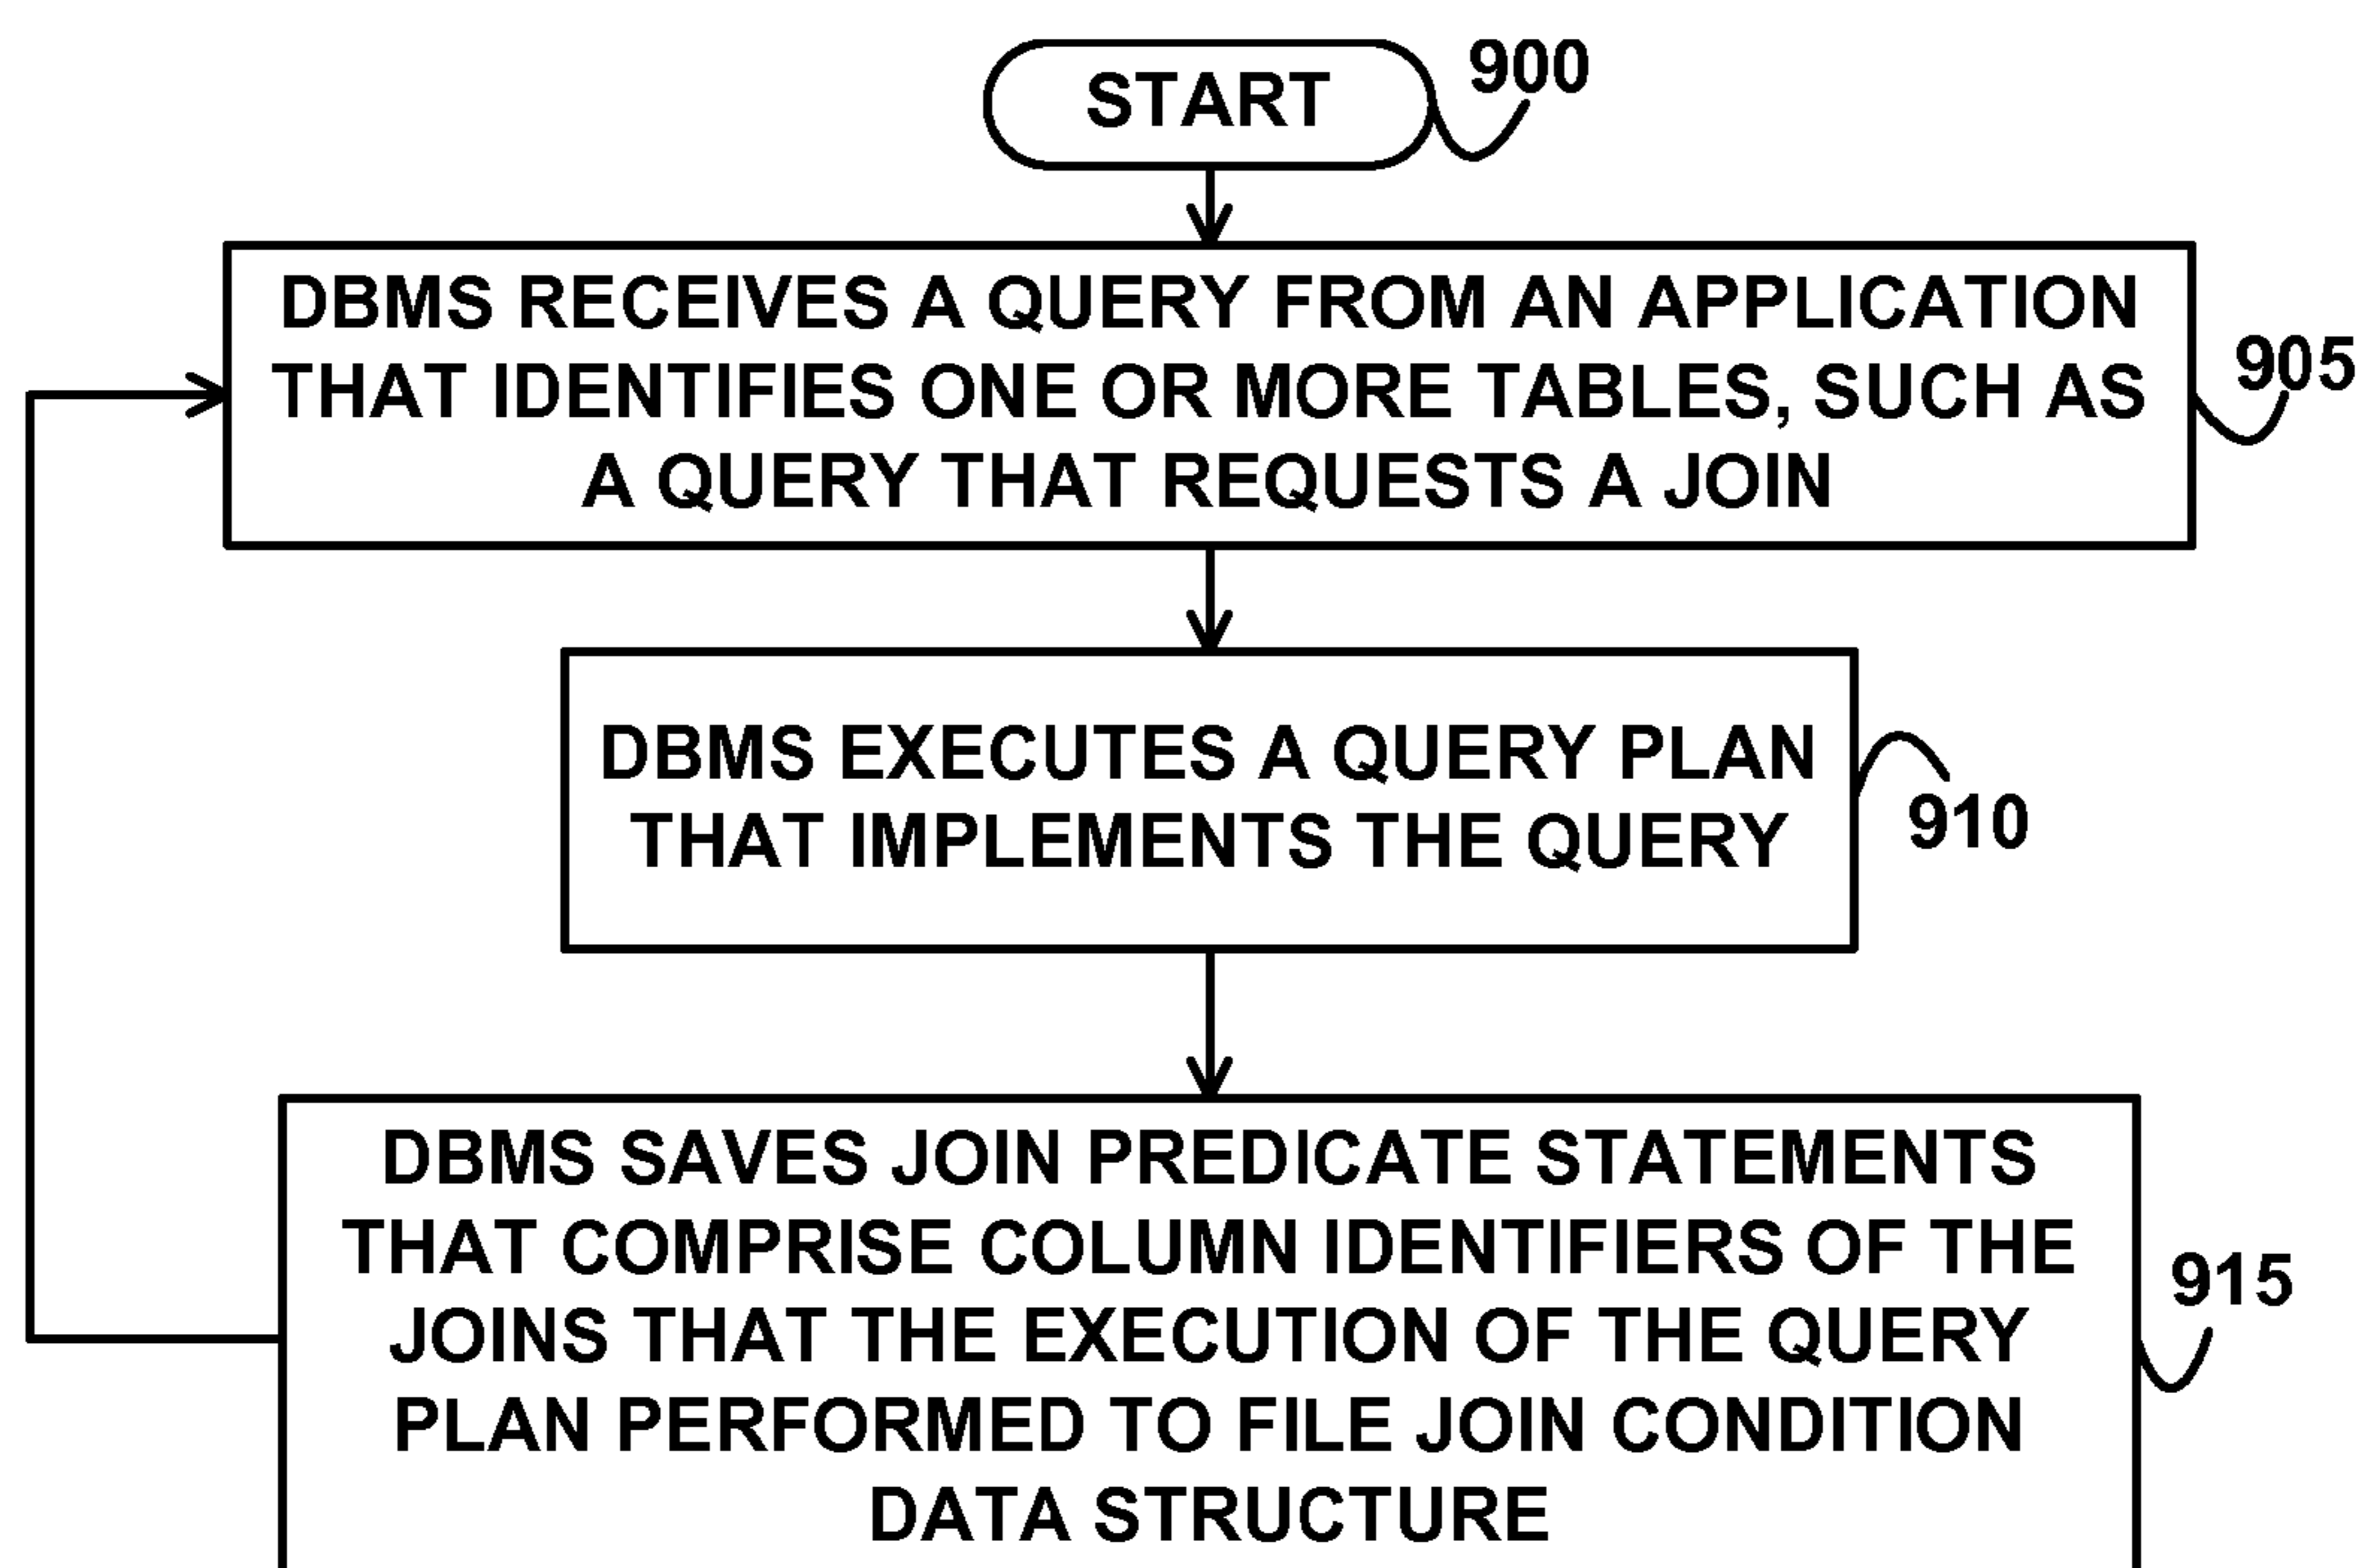 START
900
DBMS RECEIVES A QUERY FROM AN APPLICATION
THAT IDENTIFIES ONE OR MORE TABLES, SUCH AS
A QUERY THAT REQUESTS A JOIN
905
DBMS EXECUTES A QUERY PLAN
THAT IMPLEMENTS THE QUERY
910
DBMS SAVES JOIN PREDICATE STATEMENTS
THAT COMPRISE COLUMN IDENTIFIERS OF THE
JOINS THAT THE EXECUTION OF THE QUERY
PLAN PERFORMED TO FILE JOIN CONDITION
DATA STRUCTURE
915